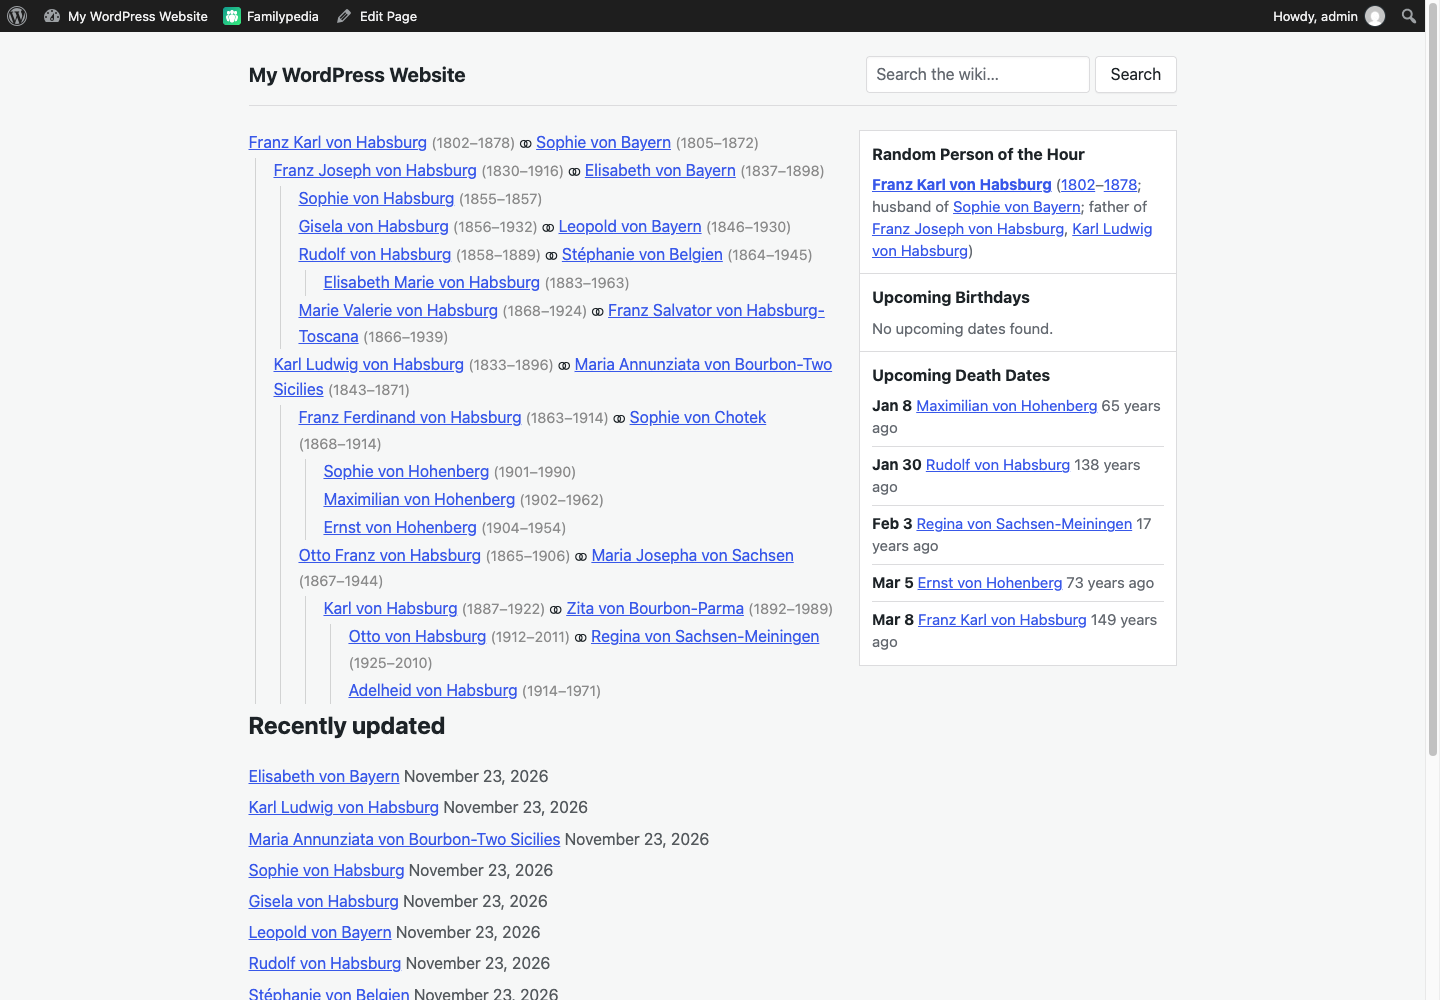 My WordPress Website Familypedia Edit Page Howdy, admin
My WordPress Website
Search the wiki... Search
Franz Karl von Habsburg (1802–1878) ⚭ Sophie von Bayern (1805–1872)
Franz Joseph von Habsburg (1830–1916) ⚭ Elisabeth von Bayern (1837–1898)
Sophie von Habsburg (1855–1857)
Gisela von Habsburg (1856–1932) ⚭ Leopold von Bayern (1846–1930)
Rudolf von Habsburg (1858–1889) ⚭ Stéphanie von Belgien (1864–1945)
Elisabeth Marie von Habsburg (1883–1963)
Marie Valerie von Habsburg (1868–1924) ⚭ Franz Salvator von Habsburg-
Toscana (1866–1939)
Karl Ludwig von Habsburg (1833–1896) ⚭ Maria Annunziata von Bourbon-Two
Sicilies (1843–1871)
Franz Ferdinand von Habsburg (1863–1914) ⚭ Sophie von Chotek
(1868–1914)
Sophie von Hohenberg (1901–1990)
Maximilian von Hohenberg (1902–1962)
Ernst von Hohenberg (1904–1954)
Otto Franz von Habsburg (1865–1906) ⚭ Maria Josepha von Sachsen
(1867–1944)
Karl von Habsburg (1887–1922) ⚭ Zita von Bourbon-Parma (1892–1989)
Otto von Habsburg (1912–2011) ⚭ Regina von Sachsen-Meiningen
(1925–2010)
Adelheid von Habsburg (1914–1971)
Random Person of the Hour
Franz Karl von Habsburg (1802–1878;
husband of Sophie von Bayern; father of
Franz Joseph von Habsburg, Karl Ludwig
von Habsburg)
Upcoming Birthdays
No upcoming dates found.
Upcoming Death Dates
Jan 8 Maximilian von Hohenberg 65 years
ago
Jan 30 Rudolf von Habsburg 138 years
ago
Feb 3 Regina von Sachsen-Meiningen 17
years ago
Mar 5 Ernst von Hohenberg 73 years ago
Mar 8 Franz Karl von Habsburg 149 years
ago
Recently updated
Elisabeth von Bayern November 23, 2026
Karl Ludwig von Habsburg November 23, 2026
Maria Annunziata von Bourbon-Two Sicilies November 23, 2026
Sophie von Habsburg November 23, 2026
Gisela von Habsburg November 23, 2026
Leopold von Bayern November 23, 2026
Rudolf von Habsburg November 23, 2026
Stéphanie von Belgien November 23, 2026